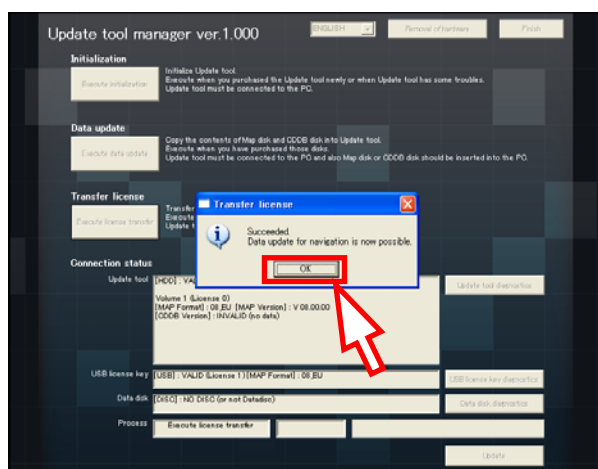 Update tool manager ver.1.000
ENGLISH
Removal of hardware
Finish
Initialization
Execute initialization
Initialize Update tool.
Execute when you purchased the Update tool newly or when Update tool has some troubles.
Update tool must be connected to the PC.
Data update
Execute data update
Copy the contents of Map disk and CDDB disk into Update tool.
Execute when you have purchased those disks.
Update tool must be connected to the PC and also Map disk or CDDB disk should be inserted into the PC.
Transfer license
Execute license transfer
Transfer
Execute
Update t
Transfer license
Succeeded.
Data update for navigation is now possible.
OK
Connection status
Update tool
[HDD] : VAL
Volume 1 (License 0)
[MAP Format] : 08_EU [MAP Version] : V 08.00.00
[CDDB Version] : INVALID (no data)
Update tool diagnostics
USB license key
[USB] : VALID (License 1) [MAP Format] : 08_EU
USB license key diagnostics
Data disk
[DISC] : NO DISC (or not Datadisc)
Data disk diagnostics
Process
Execute license transfer
Update